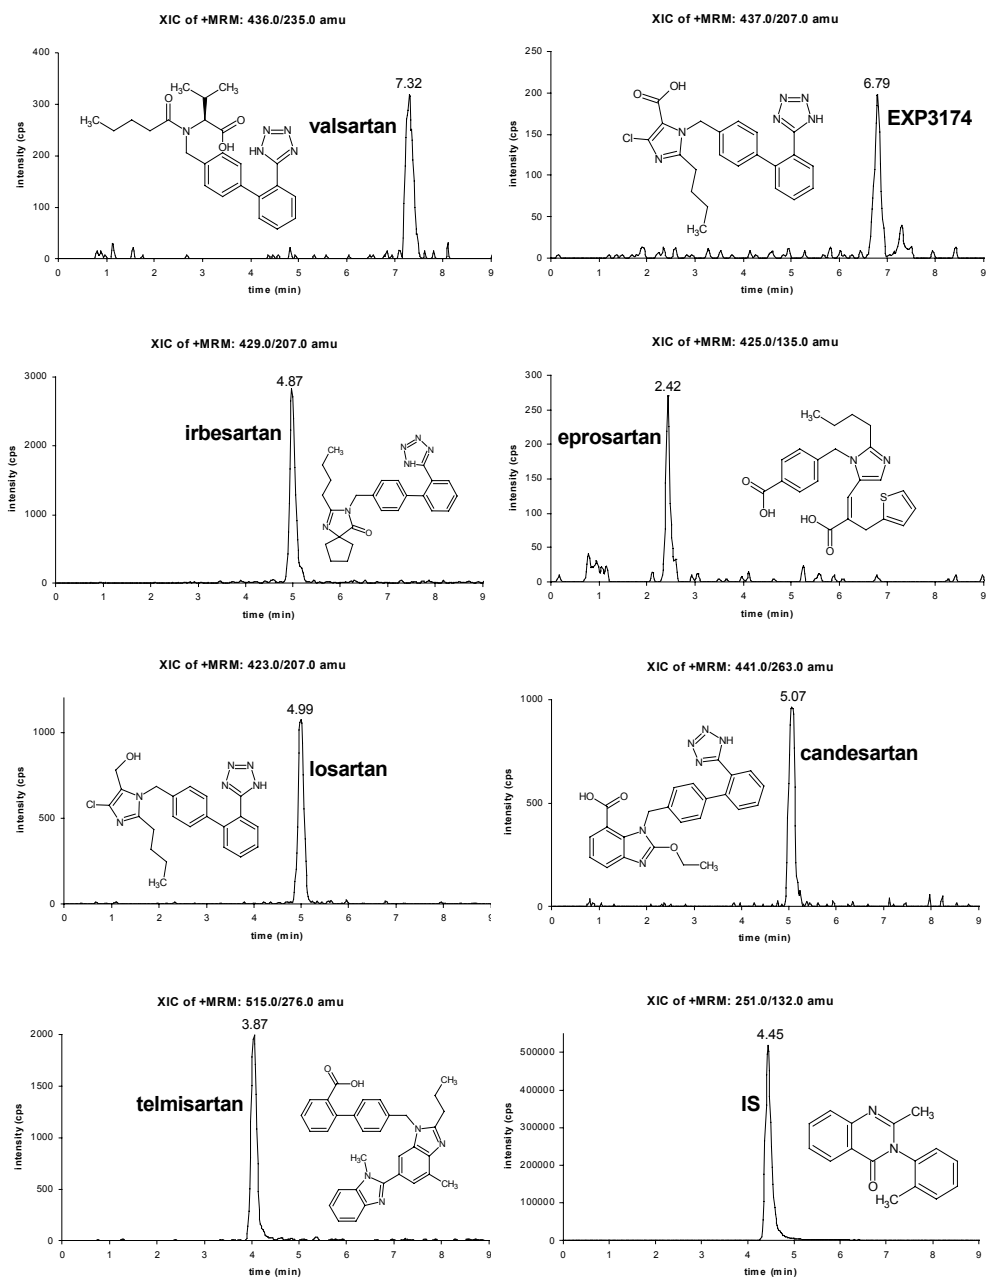 XIC of +MRM: 436.0/235.0 amu
400
300
200
100
0
intensity (cps
0 1 2 3 4 5 6 7 8 9
time (min)
7.32
valsartan
H₃C
CH₃
O
H₃C
N
O
OH
N
N
HN
N
XIC of +MRM: 437.0/207.0 amu
250
200
150
100
50
0
intensity (cps
0 1 2 3 4 5 6 7 8 9
time (min)
6.79
EXP3174
OH
O
Cl
N
N
N
N
N
NH
H₃C
XIC of +MRM: 429.0/207.0 amu
3000
2000
1000
0
intensity (cps
0 1 2 3 4 5 6 7 8 9
time (min)
4.87
irbesartan
CH₃
N
N
N
NH
N
N
O
XIC of +MRM: 425.0/135.0 amu
300
250
200
150
100
50
0
intensity (cps
0 1 2 3 4 5 6 7 8 9
time (min)
2.42
eprosartan
H₃C
N
N
O
OH
S
HO
O
XIC of +MRM: 423.0/207.0 amu
1000
500
0
intensity (cps
0 1 2 3 4 5 6 7 8
time (min)
4.99
losartan
OH
Cl
N
N
N
N
N
NH
H₃C
XIC of +MRM: 441.0/263.0 amu
1000
500
0
intensity (cps
0 1 2 3 4 5 6 7 8 9
time (min)
5.07
candesartan
N
N
NH
N
HO
O
N
N
O
CH₃
XIC of +MRM: 515.0/276.0 amu
2000
1500
1000
500
0
intensity (cps
0 1 2 3 4 5 6 7 8 9
time (min)
3.87
telmisartan
O
OH
CH₃
N
N
H₃C
N
CH₃
N
XIC of +MRM: 251.0/132.0 amu
500000
400000
300000
200000
100000
0
intensity (cps
0 1 2 3 4 5 6 7 8 9
time (min)
4.45
IS
N
CH₃
N
O
H₃C